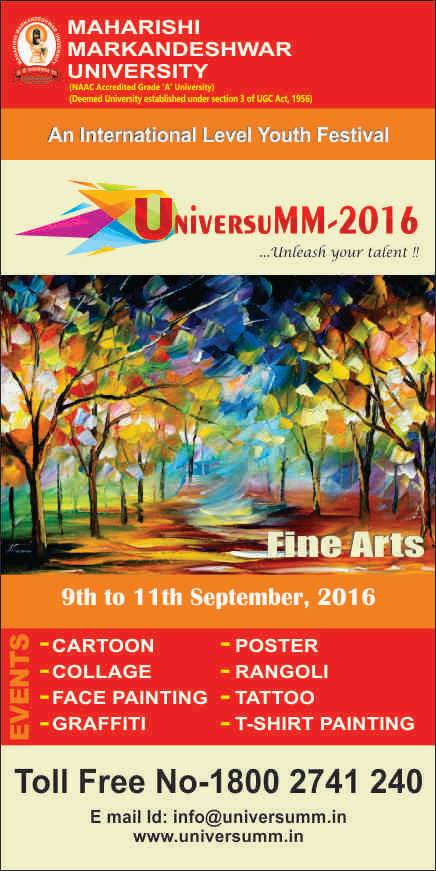 MAHARISHI
MARKANDESHWAR
UNIVERSITY
(NAAC Accredited Grade 'A' University)
(Deemed University established under section 3 of UGC Act, 1956)
An International Level Youth Festival
UNIVERSUMM-2016
...Unleash your talent !!
Fine Arts
9th to 11th September, 2016
EVENTS
- CARTOON
- COLLAGE
- FACE PAINTING
- GRAFFITI
- POSTER
- RANGOLI
- TATTOO
- T-SHIRT PAINTING
Toll Free No-1800 2741 240
E mail Id: info@universumm.in
www.universumm.in